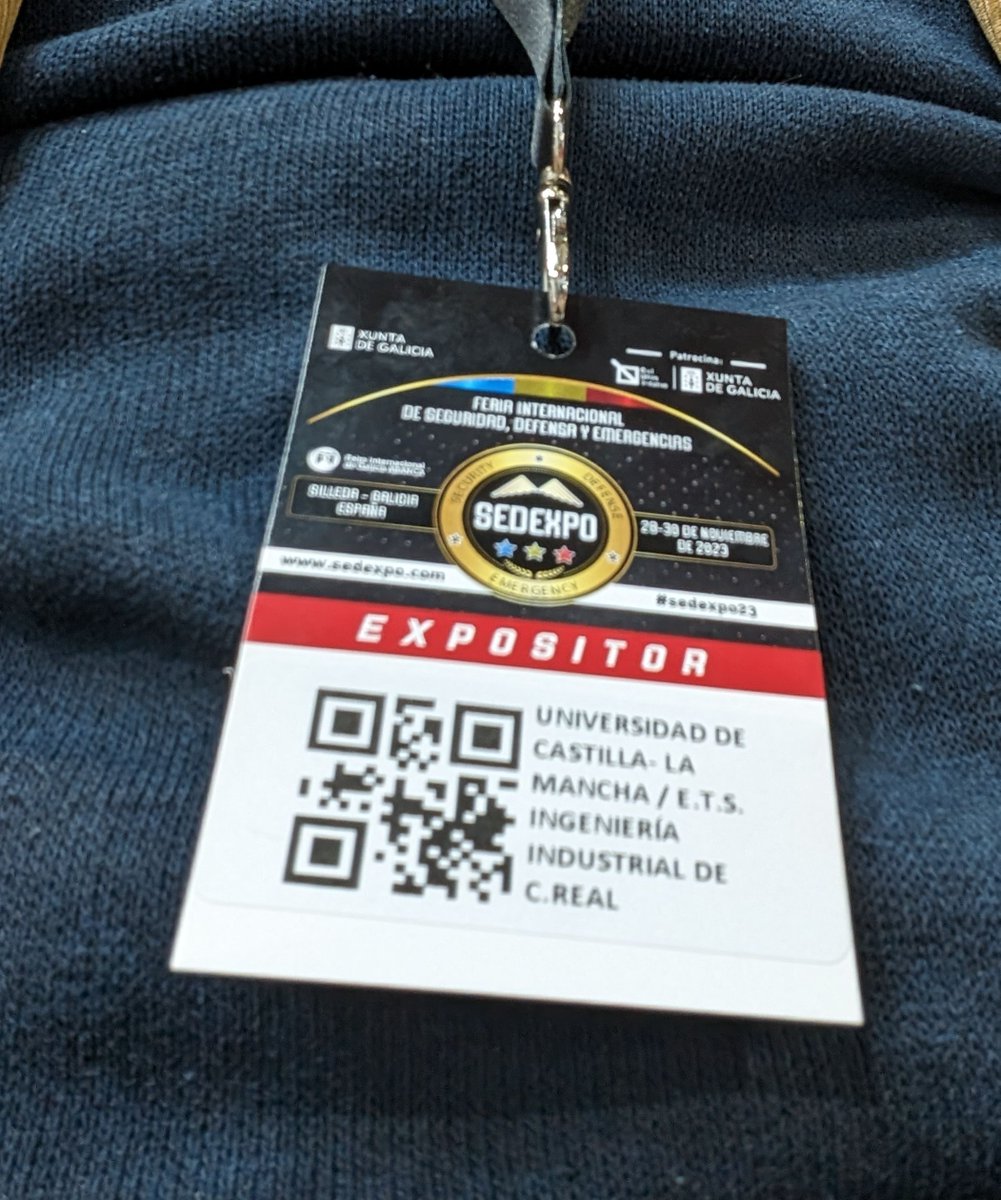 XUNTA
DE GALICIA
Patrocina:
XUNTA
DE GALICIA
FERIA INTERNACIONAL
DE SEGURIDAD, DEFENSA Y EMERGENCIAS
Feira Internacional
SILLEDA - GALICIA
ESPAÑA
SECURITY
DEFENSE
SEDEXPO
EMERGENCY
28-30 DE NOVIEMBRE
DE 2023
www.sedexpo.com
#sedexpo23
EXPOSITOR
UNIVERSIDAD DE
CASTILLA- LA
MANCHA / E.T.S.
INGENIERÍA
INDUSTRIAL DE
C.REAL